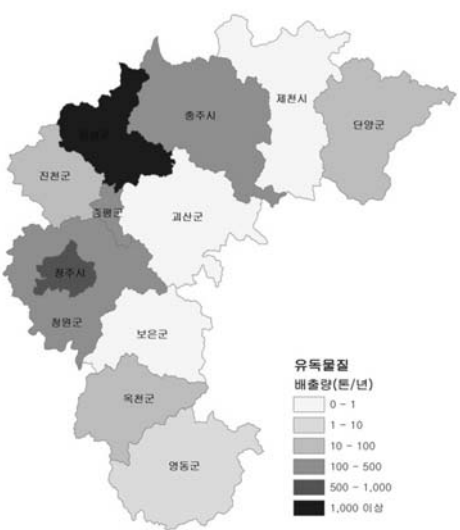 제천시
충주시
단양군
음성군
진천군
증평군
괴산군
청주시
청원군
보은군
옥천군
영동군
유독물질
배출량(톤/년)
0 - 1
1 - 10
10 - 100
100 - 500
500 - 1,000
1,000 이상